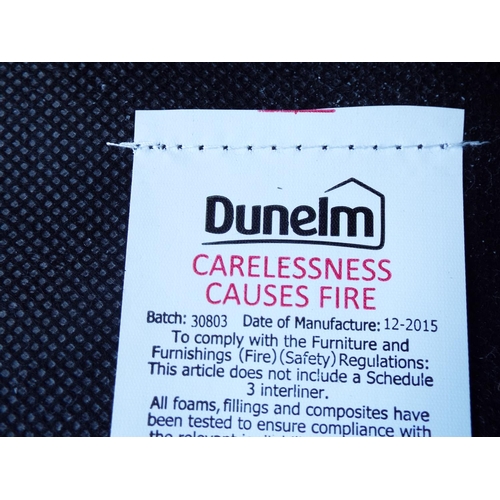 Dunelm
CARELESSNESS
CAUSES FIRE
Batch: 30803 Date of Manufacture: 12-2015
To comply with the Furniture and
Furnishings (Fire)(Safety) Regulations:
This article does not include a Schedule
3 interliner.
All foams, fillings and composites have
been tested to ensure compliance with
the relevant